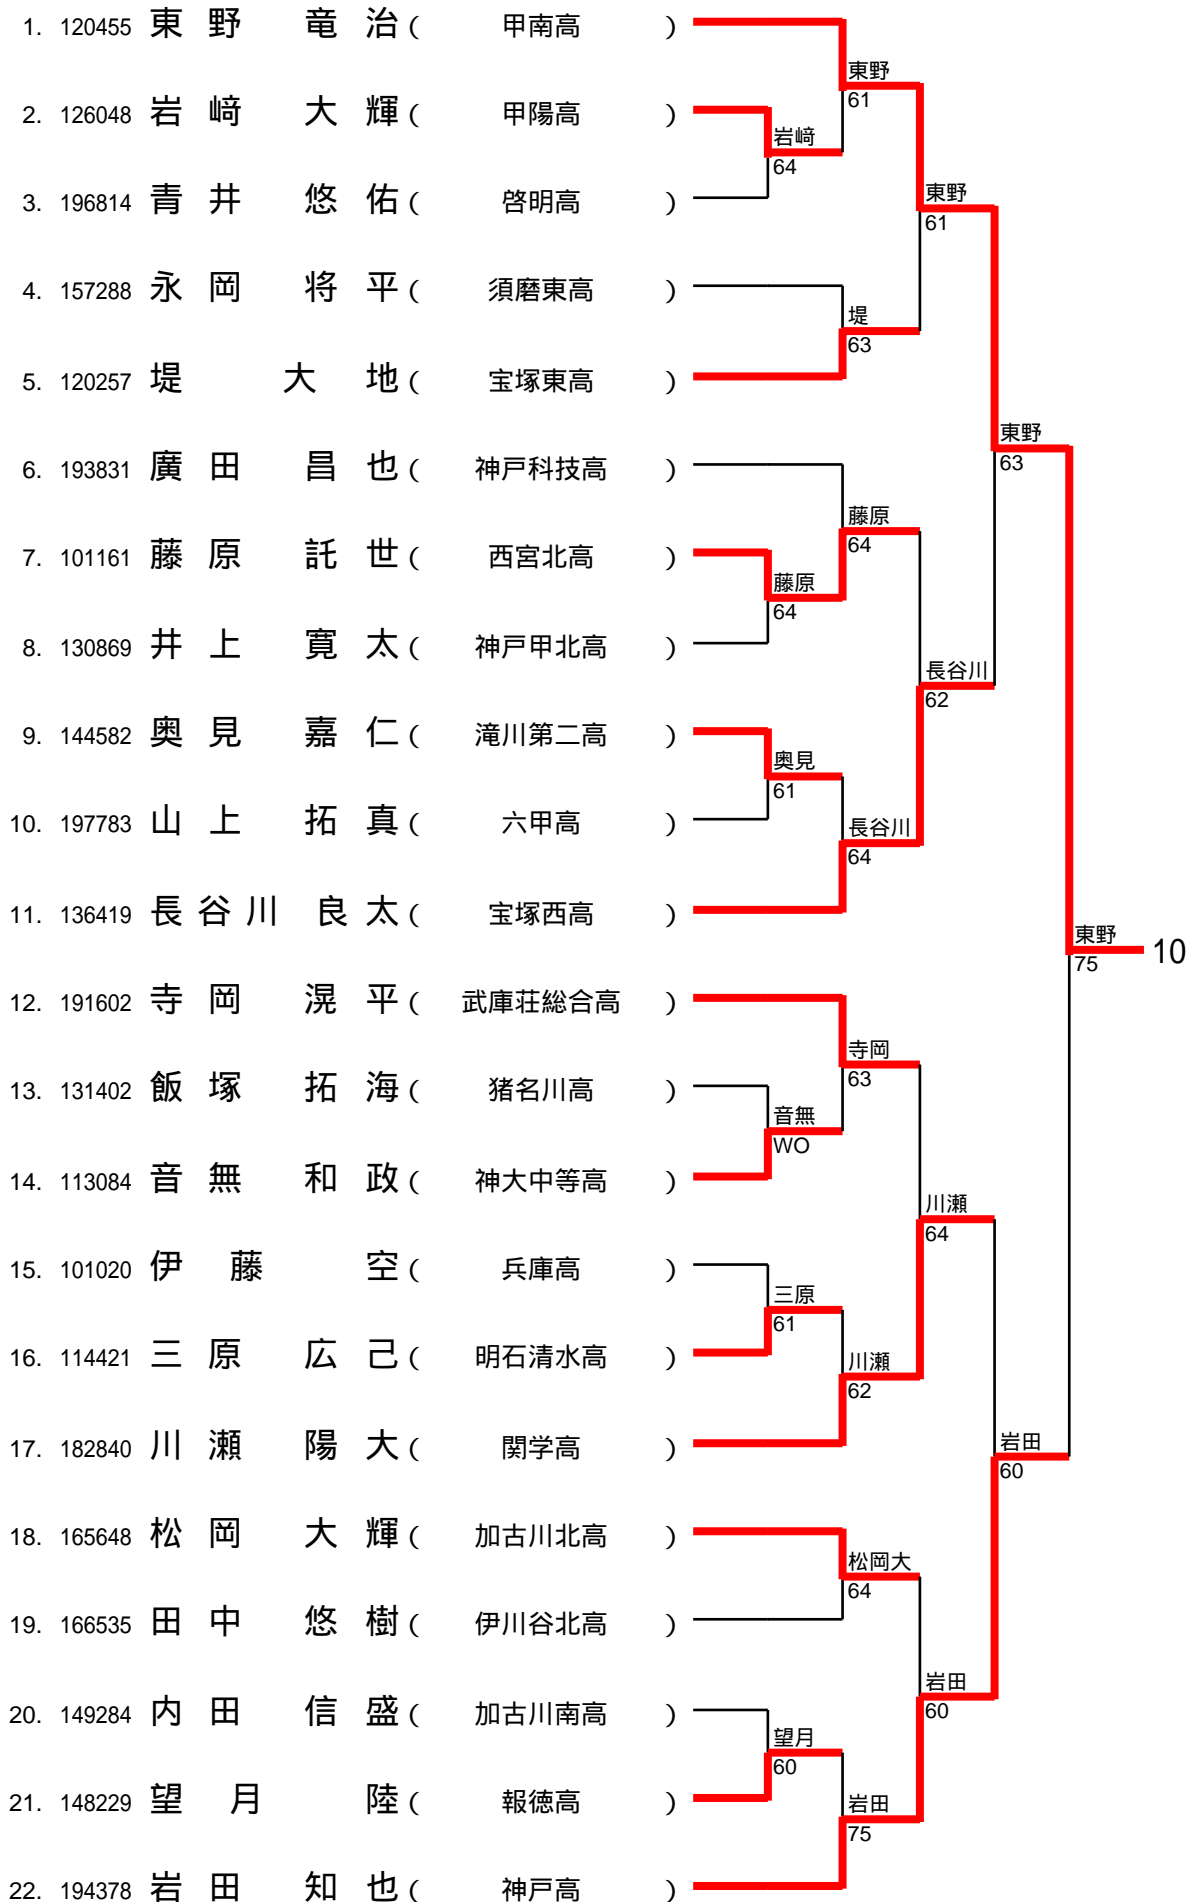 1. 120455 東野 竜治 ( 甲南高 )
東野
61
2. 126048 岩﨑 大輝 ( 甲陽高 )
岩﨑
64
3. 196814 青井 悠佑 ( 啓明高 )
東野
61
4. 157288 永岡 将平 ( 須磨東高 )
堤
63
5. 120257 堤 大地 ( 宝塚東高 )
東野
63
6. 193831 廣田 昌也 ( 神戸科技高 )
藤原
64
7. 101161 藤原 託世 ( 西宮北高 )
藤原
64
8. 130869 井上 寛太 ( 神戸甲北高 )
長谷川
62
9. 144582 奥見 嘉仁 ( 滝川第二高 )
奥見
61
10. 197783 山上 拓真 ( 六甲高 )
長谷川
64
11. 136419 長谷川 良太 ( 宝塚西高 )
東野
75
10
12. 191602 寺岡 滉平 ( 武庫荘総合高 )
寺岡
63
13. 131402 飯塚 拓海 ( 猪名川高 )
音無
WO
14. 113084 音無 和政 ( 神大中等高 )
川瀬
64
15. 101020 伊藤 空 ( 兵庫高 )
三原
61
16. 114421 三原 広己 ( 明石清水高 )
川瀬
62
17. 182840 川瀬 陽大 ( 関学高 )
岩田
60
18. 165648 松岡 大輝 ( 加古川北高 )
松岡大
64
19. 166535 田中 悠樹 ( 伊川谷北高 )
岩田
60
20. 149284 内田 信盛 ( 加古川南高 )
望月
60
21. 148229 望月 陸 ( 報徳高 )
岩田
75
22. 194378 岩田 知也 ( 神戸高 )